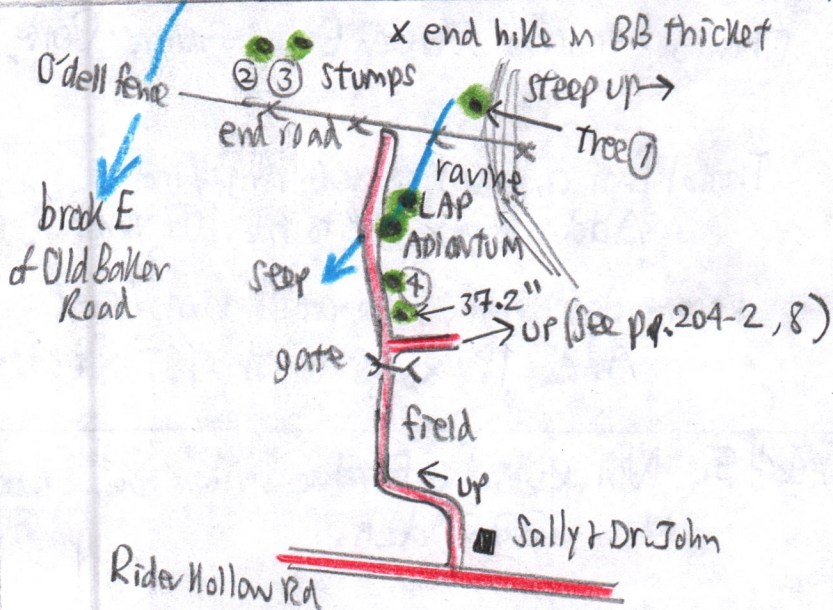 x end hike in BB thicket
O'dell fence
② ③ stumps
steep up→
end road
Tree ①
ravine
LAP
ADIANTUM
brook E
of Old Baker
Road
seep
④
37.2"
up (see pp. 204-2, 8)
gate
field
up
Sally & Dr. John
Rider Hollow Rd